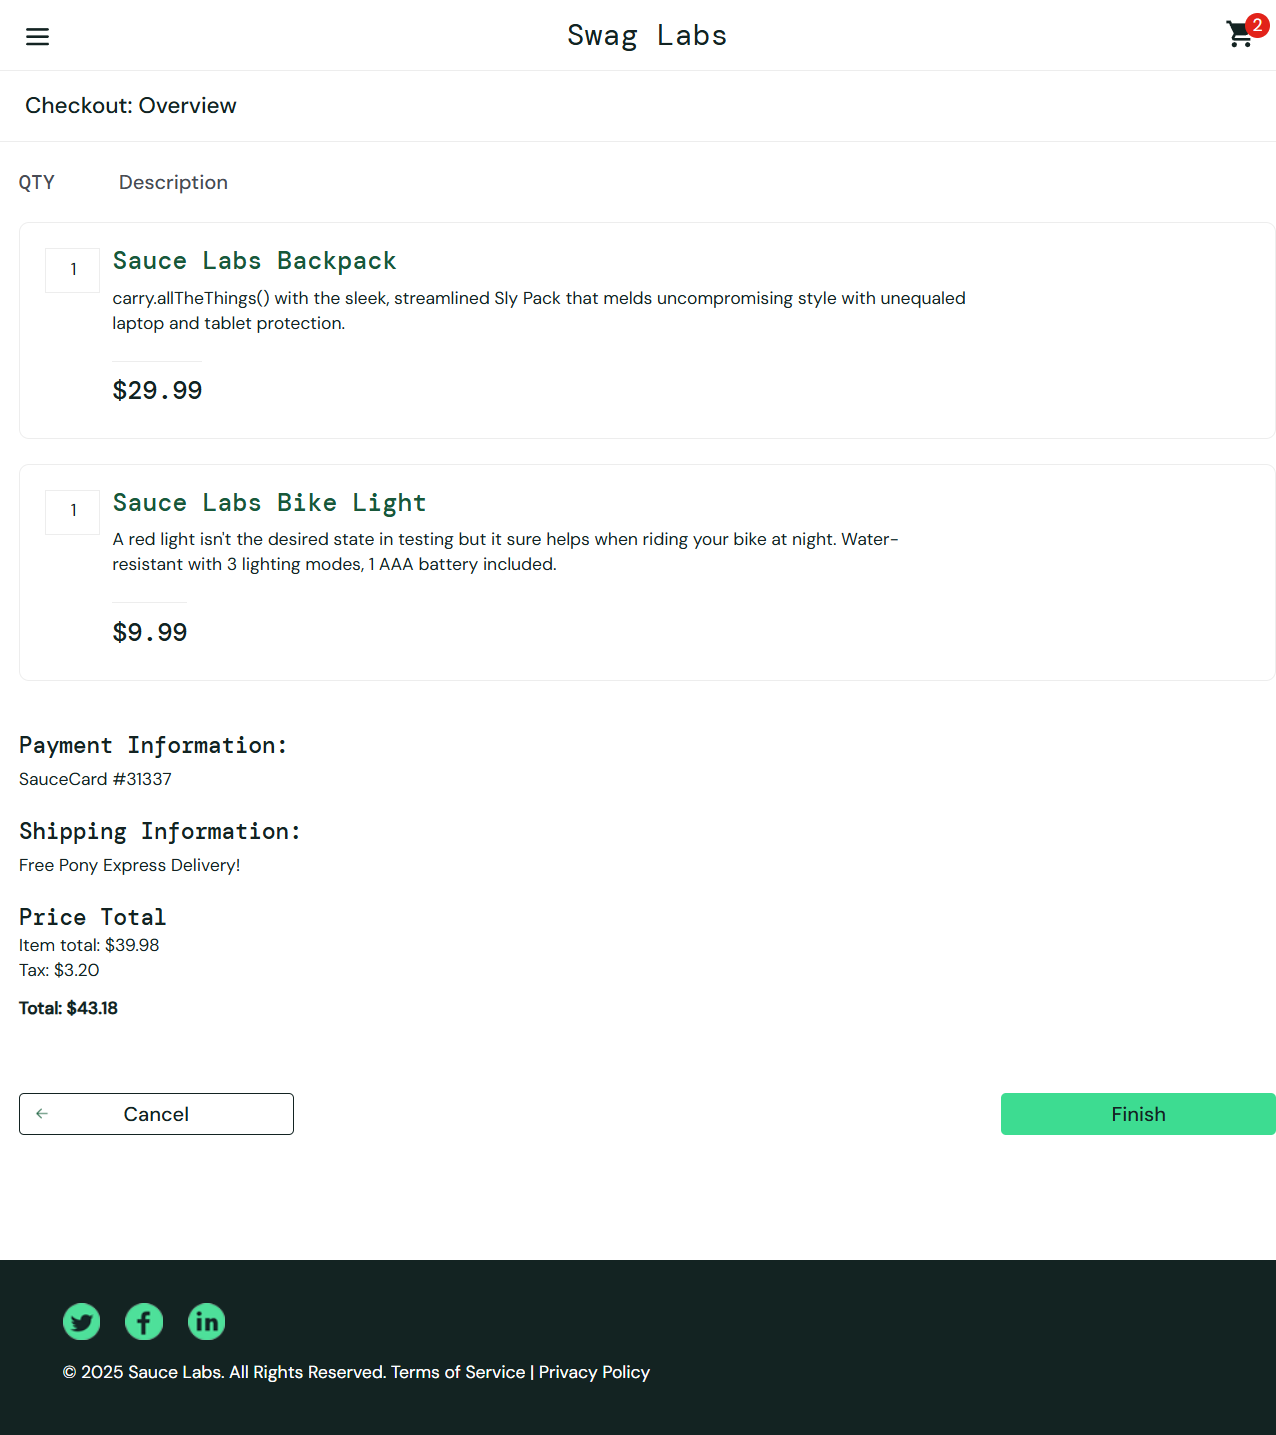 Swag Labs
2
Checkout: Overview
QTY Description
1
Sauce Labs Backpack
carry.allTheThings() with the sleek, streamlined Sly Pack that melds uncompromising style with unequaled
laptop and tablet protection.
$29.99
1
Sauce Labs Bike Light
A red light isn't the desired state in testing but it sure helps when riding your bike at night. Water-
resistant with 3 lighting modes, 1 AAA battery included.
$9.99
Payment Information:
SauceCard #31337
Shipping Information:
Free Pony Express Delivery!
Price Total
Item total: $39.98
Tax: $3.20
Total: $43.18
Cancel
Finish
© 2025 Sauce Labs. All Rights Reserved. Terms of Service | Privacy Policy